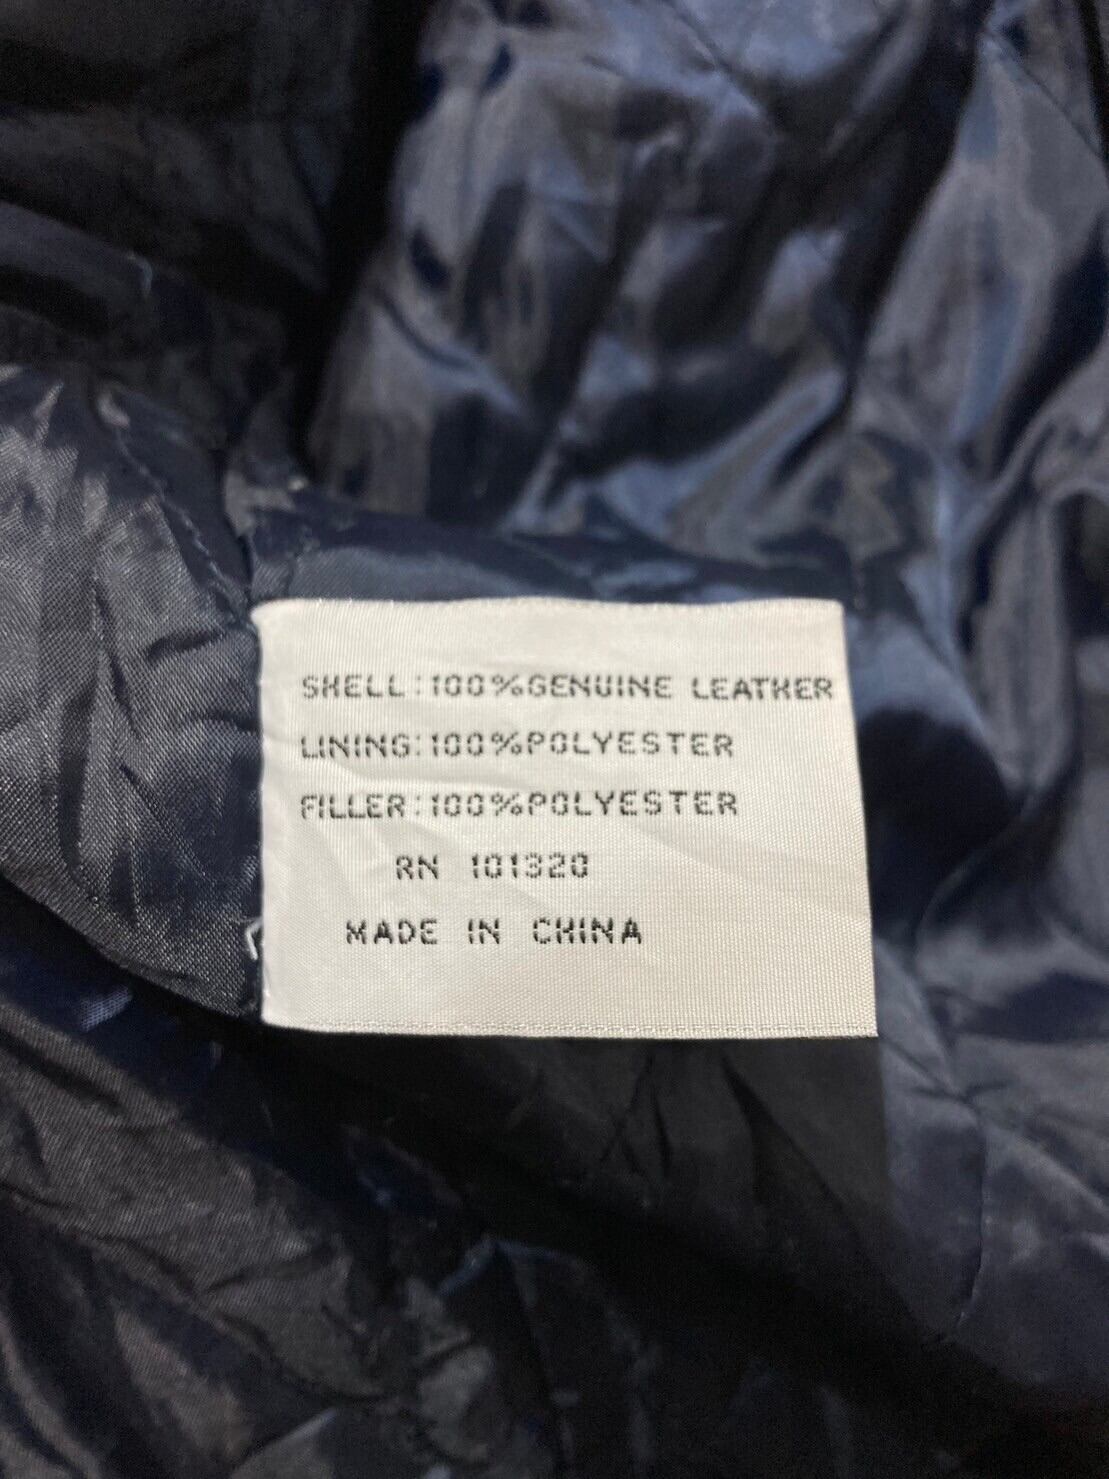 SHELL:100%GENUINE LEATHER
LINING:100%POLYESTER
FILLER:100%POLYESTER
RN 101320
MADE IN CHINA